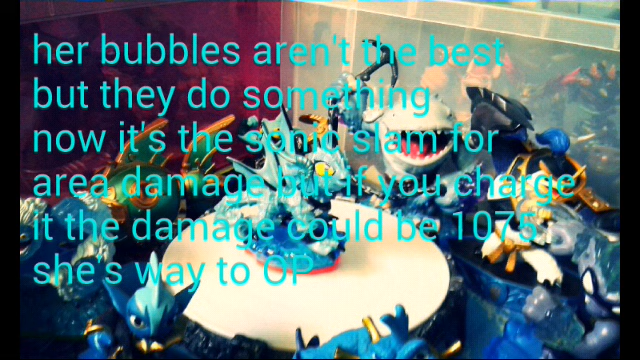 her bubbles aren't the best
but they do something
now it's the sonic slam for
area damage but if you charge
it the damage could be 1075
she's way to OP